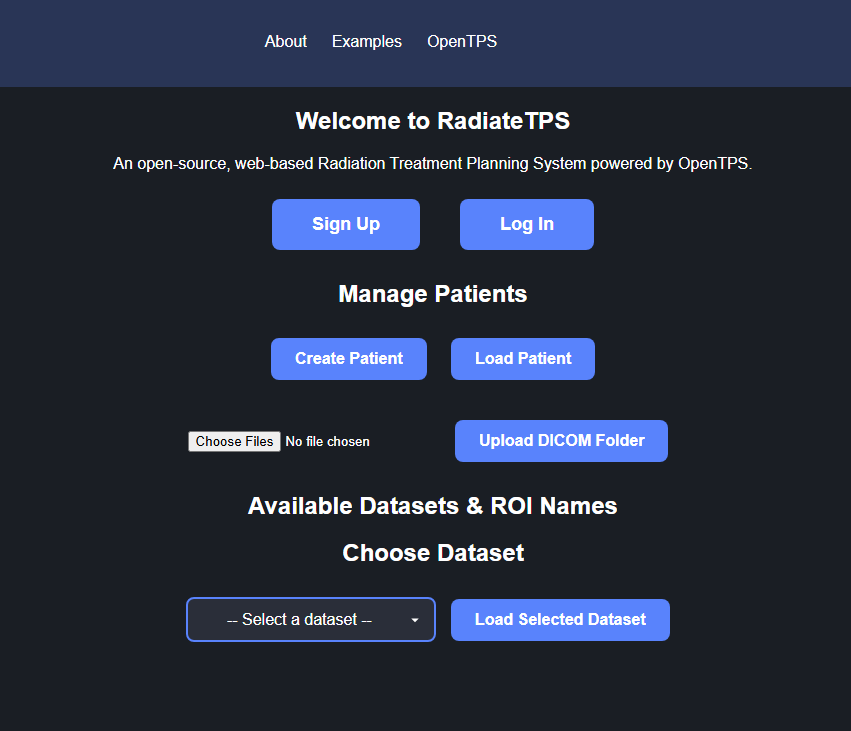 About Examples OpenTPS
Welcome to RadiateTPS
An open-source, web-based Radiation Treatment Planning System powered by OpenTPS.
Sign Up Log In
Manage Patients
Create Patient Load Patient
Choose Files No file chosen Upload DICOM Folder
Available Datasets & ROI Names
Choose Dataset
-- Select a dataset -- Load Selected Dataset